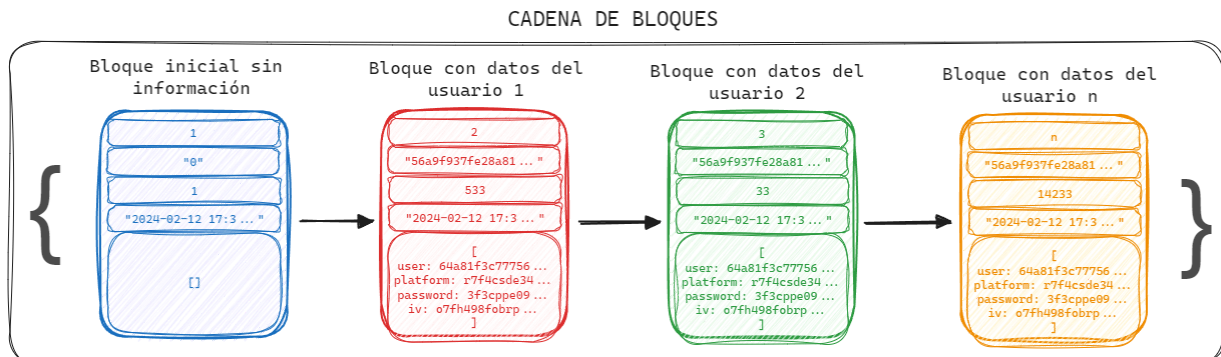 CADENA DE BLOQUES
Bloque inicial sin
información
1
"0"
1
"2024-02-12 17:3..."
[]
Bloque con datos del
usuario 1
2
"56a9f937fe28a81..."
533
"2024-02-12 17:3..."
[
user: 64a81f3c77756...
platform: r7f4csde34...
password: 3f3cppe09...
iv: o7fh498fobrp...
]
Bloque con datos del
usuario 2
3
"56a9f937fe28a81..."
33
"2024-02-12 17:3..."
[
user: 64a81f3c77756...
platform: r7f4csde34...
password: 3f3cppe09...
iv: o7fh498fobrp...
]
Bloque con datos del
usuario n
n
"56a9f937fe28a81..."
14233
"2024-02-12 17:3..."
[
user: 64a81f3c77756...
platform: r7f4csde34...
password: 3f3cppe09...
iv: o7fh498fobrp...
]